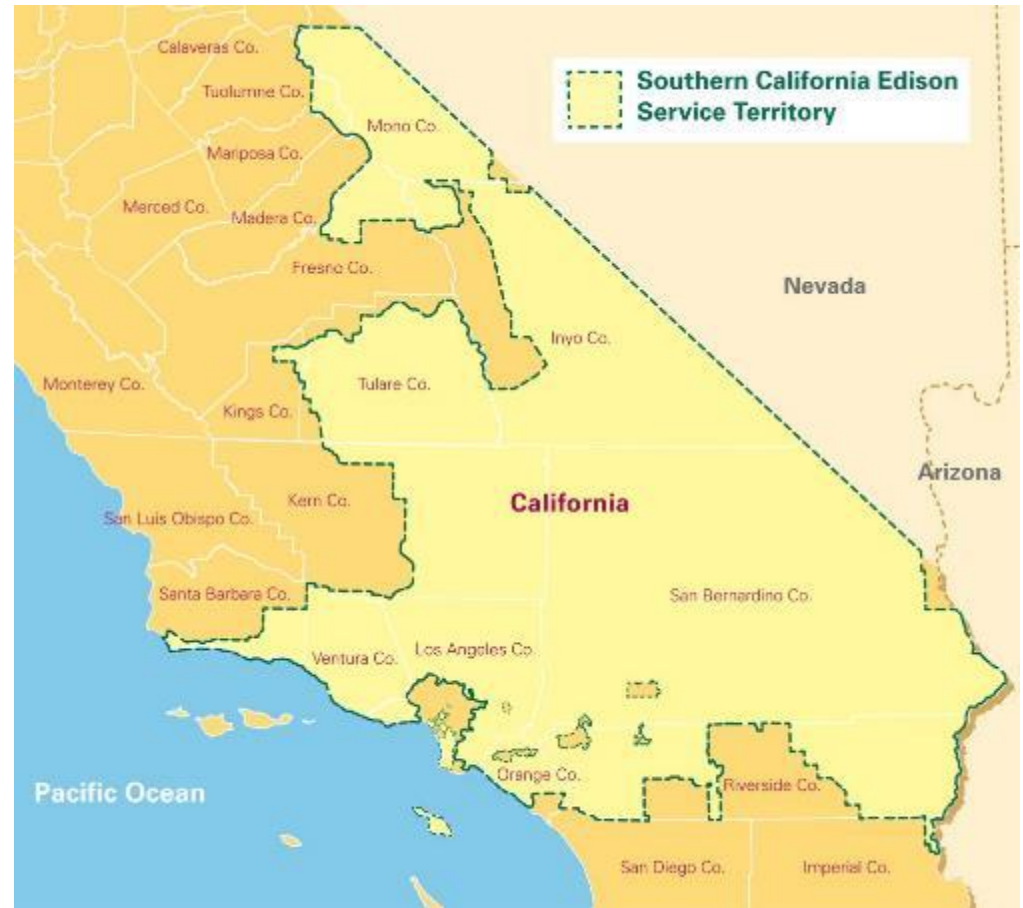 Calaveras Co.
Southern California Edison
Service Territory
Tuolumne Co.
Mono Co.
Mariposa Co.
Merced Co.
Madera Co.
Fresno Co.
Nevada
Inyo Co.
Monterey Co.
Tulare Co.
Kings Co.
Arizona
Kern Co.
California
San Luis Obispo Co.
Santa Barbara Co.
San Bernardino Co.
Ventura Co.
Los Angeles Co.
Orange Co.
Riverside Co.
Pacific Ocean
San Diego Co.
Imperial Co.